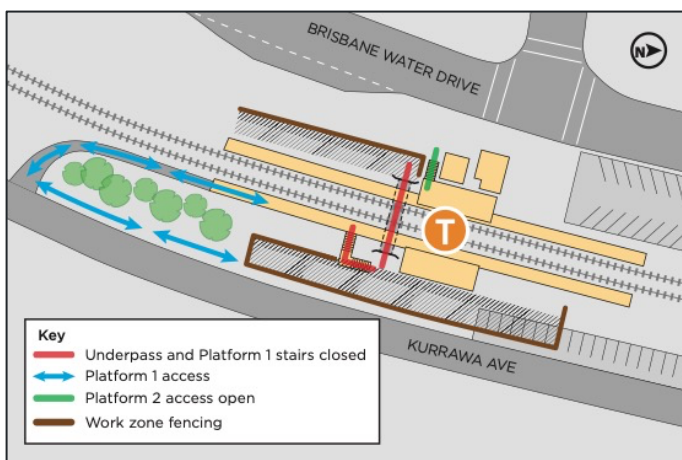 BRISBANE WATER DRIVE
N
T
Key
Underpass and Platform 1 stairs closed
Platform 1 access
Platform 2 access open
Work zone fencing
KURRAWA AVE